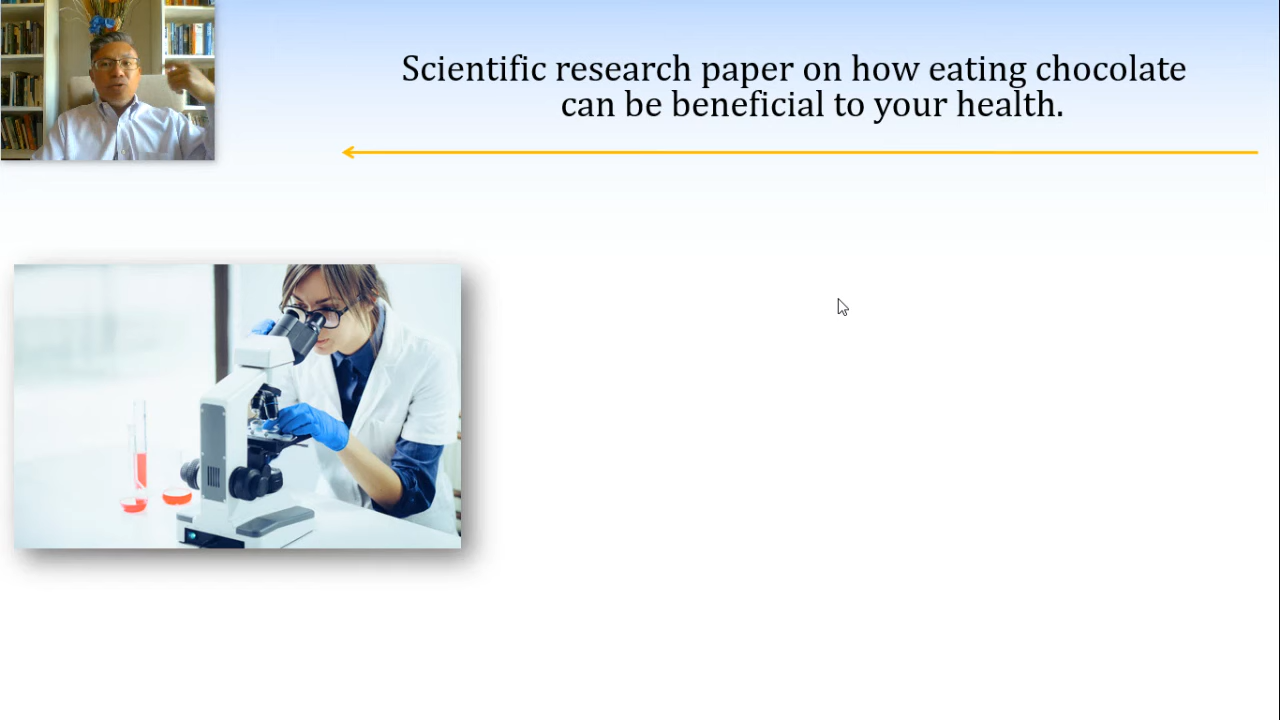 Scientific research paper on how eating chocolate
can be beneficial to your health.